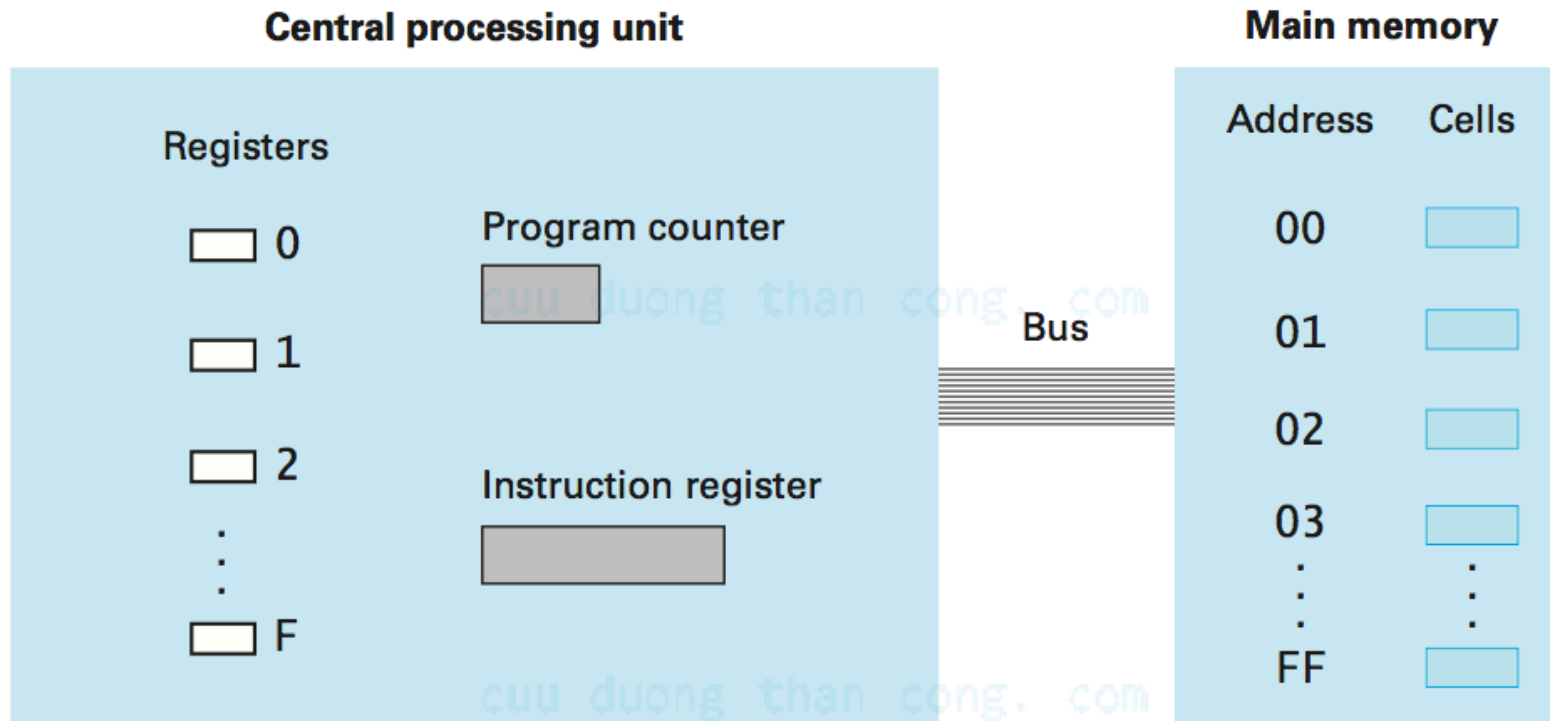 Central processing unit
Main memory
Registers
Address Cells
0
Program counter
00
cuu duong than cong. com
Bus
01
1
02
2
Instruction register
03
F
FF
cuu duong than cong. com